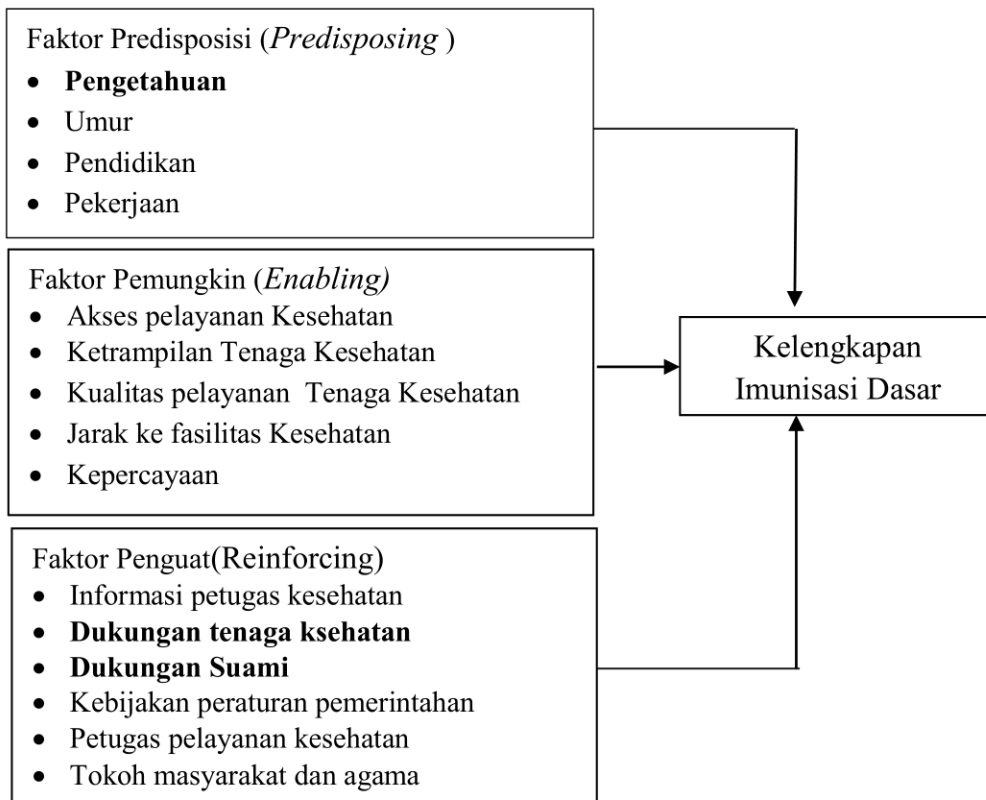 Faktor Predisposisi (Predisposing )
• Pengetahuan
• Umur
• Pendidikan
• Pekerjaan
Faktor Pemungkin (Enabling)
• Akses pelayanan Kesehatan
• Ketrampilan Tenaga Kesehatan
• Kualitas pelayanan  Tenaga Kesehatan
• Jarak ke fasilitas Kesehatan
• Kepercayaan
Kelengkapan
Imunisasi Dasar
Faktor Penguat(Reinforcing)
• Informasi petugas kesehatan
• Dukungan tenaga ksehatan
• Dukungan Suami
• Kebijakan peraturan pemerintahan
• Petugas pelayanan kesehatan
• Tokoh masyarakat dan agama